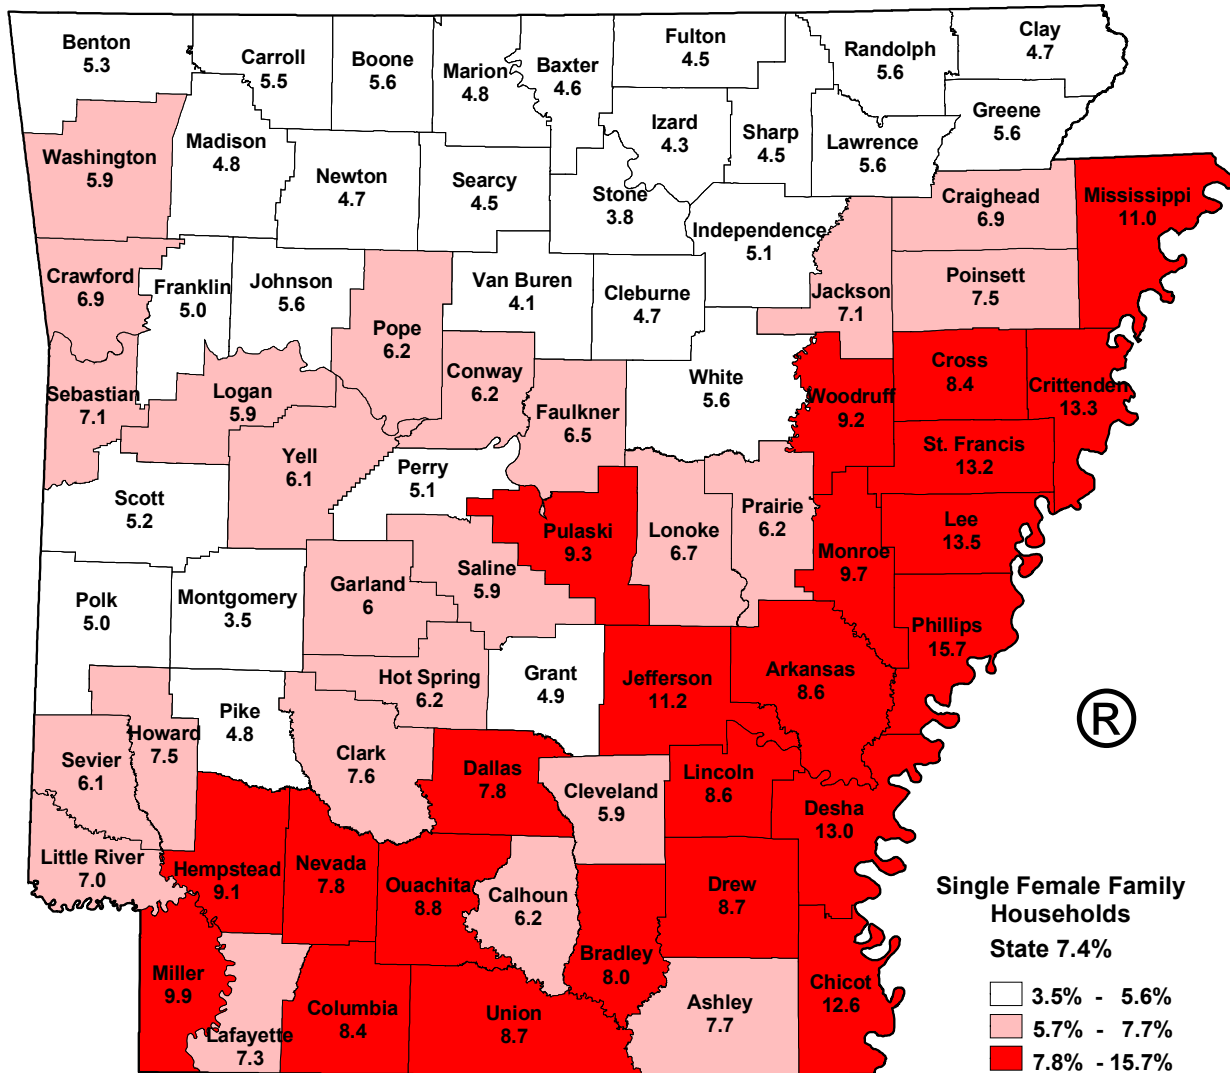 Benton
5.3
Carroll
5.5
Boone
5.6
Marion
4.8
Baxter
4.6
Fulton
4.5
Randolph
5.6
Clay
4.7
Washington
5.9
Madison
4.8
Newton
4.7
Searcy
4.5
Stone
3.8
Izard
4.3
Sharp
4.5
Lawrence
5.6
Greene
5.6
Independence
5.1
Craighead
6.9
Mississippi
11.0
Crawford
6.9
Franklin
5.0
Johnson
5.6
Pope
6.2
Van Buren
4.1
Cleburne
4.7
Jackson
7.1
Poinsett
7.5
Sebastian
7.1
Logan
5.9
Conway
6.2
Faulkner
6.5
White
5.6
Woodruff
9.2
Cross
8.4
Crittenden
13.3
Yell
6.1
Perry
5.1
St. Francis
13.2
Scott
5.2
Pulaski
9.3
Lonoke
6.7
Prairie
6.2
Monroe
9.7
Lee
13.5
Polk
5.0
Montgomery
3.5
Garland
6
Saline
5.9
Phillips
15.7
Hot Spring
6.2
Grant
4.9
Jefferson
11.2
Arkansas
8.6
Sevier
6.1
Howard
7.5
Pike
4.8
Clark
7.6
Dallas
7.8
Cleveland
5.9
Lincoln
8.6
Desha
13.0
®
Little River
7.0
Hempstead
9.1
Nevada
7.8
Ouachita
8.8
Calhoun
6.2
Bradley
8.0
Drew
8.7
Miller
9.9
Lafayette
7.3
Columbia
8.4
Union
8.7
Ashley
7.7
Chicot
12.6
Single Female Family
Households
State 7.4%
3.5% - 5.6%
5.7% - 7.7%
7.8% - 15.7%